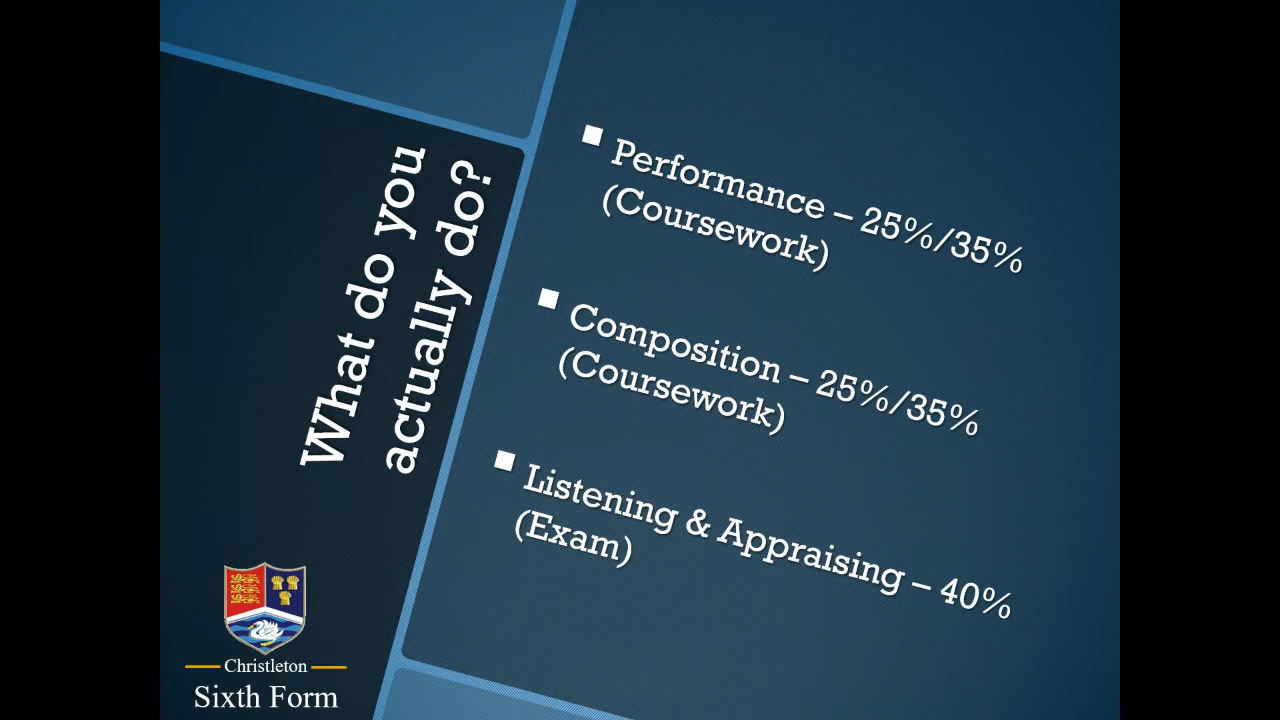 What do you
actually do?
■ Performance – 25%/35%
(Coursework)
■ Composition – 25%/35%
(Coursework)
■ Listening & Appraising – 40%
(Exam)
Christleton
Sixth Form